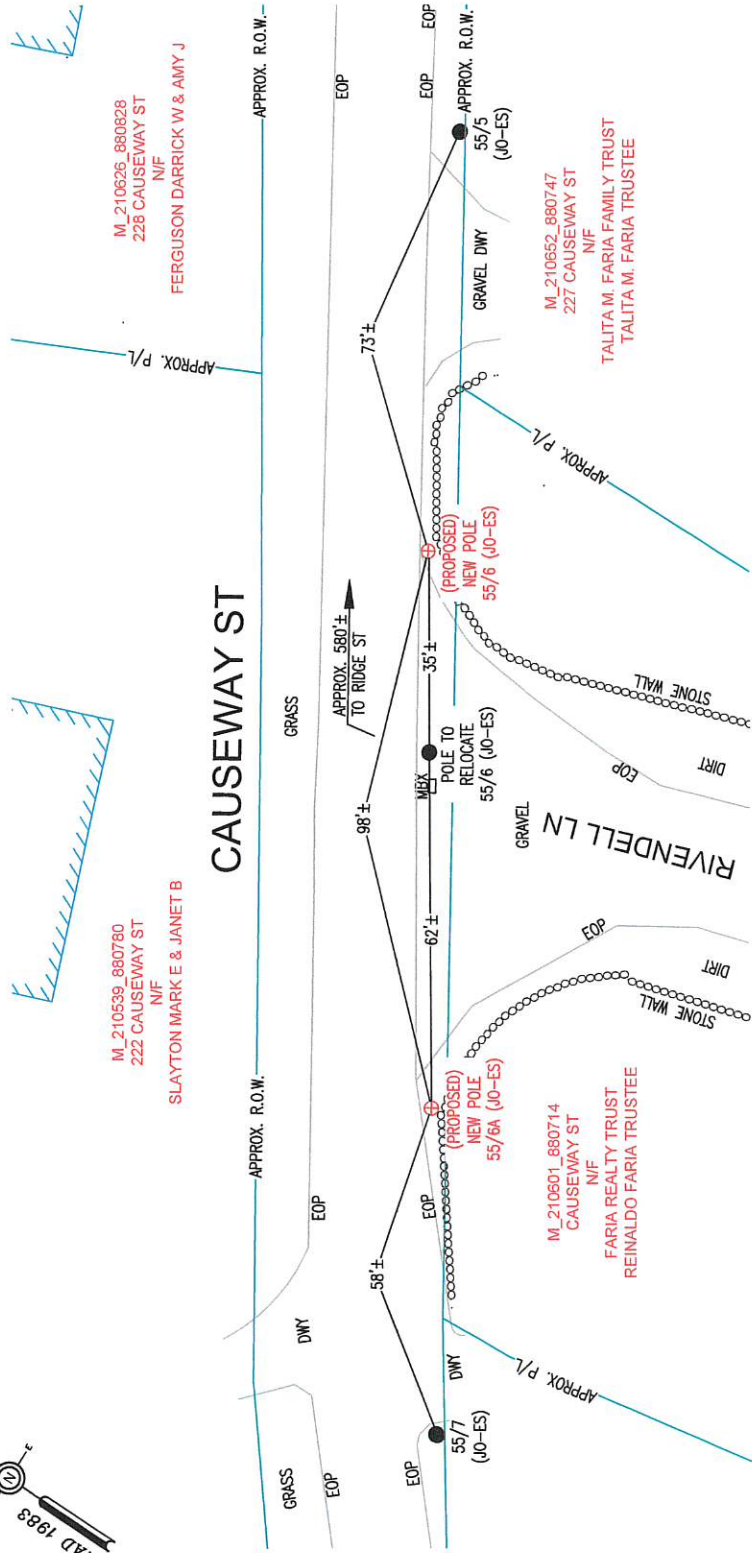 M_210539_880780
222 CAUSEWAY ST
N/F
SLAYTON MARK E & JANET B
M_210626_880828
228 CAUSEWAY ST
N/F
FERGUSON DARRICK W & AMY J
N
E
1983
APPROX. P/L
CAUSEWAY ST
APPROX. R.O.W.
APPROX. R.O.W.
GRASS
GRASS
DWY
EOP
EOP
EOP
APPROX. 580'±
TO RIDGE ST
58'±
98'±
73'±
EOP
EOP
EOP
EOP
62'±
35'±
MBX
55/7
(JO-ES)
DWY
(PROPOSED)
NEW POLE
55/6A (JO-ES)
POLE TO
RELOCATE
55/6 (JO-ES)
(PROPOSED)
NEW POLE
55/6 (JO-ES)
GRAVEL DWY
55/5
(JO-ES)
APPROX. R.O.W.
APPROX. P/L
M_210601_880714
CAUSEWAY ST
N/F
FARIA REALTY TRUST
REINALDO FARIA TRUSTEE
STONE WALL
DIRT
EOP
GRAVEL
RIVENDELL LN
EOP
DIRT
STONE WALL
APPROX. P/L
M_210652_880747
227 CAUSEWAY ST
N/F
TALITA M. FARIA FAMILY TRUST
TALITA M. FARIA TRUSTEE